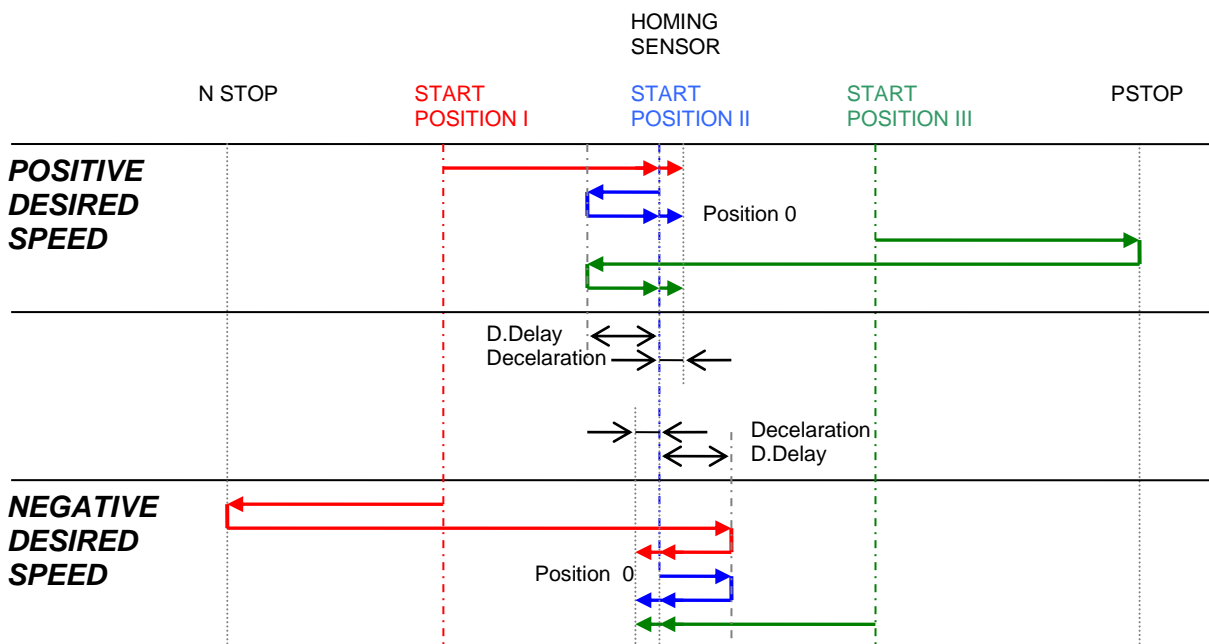 HOMING
SENSOR
N STOP
START
POSITION I
START
POSITION II
START
POSITION III
PSTOP
POSITIVE
DESIRED
SPEED
Position 0
D.Delay
Decelaration
Decelaration
D.Delay
NEGATIVE
DESIRED
SPEED
Position 0